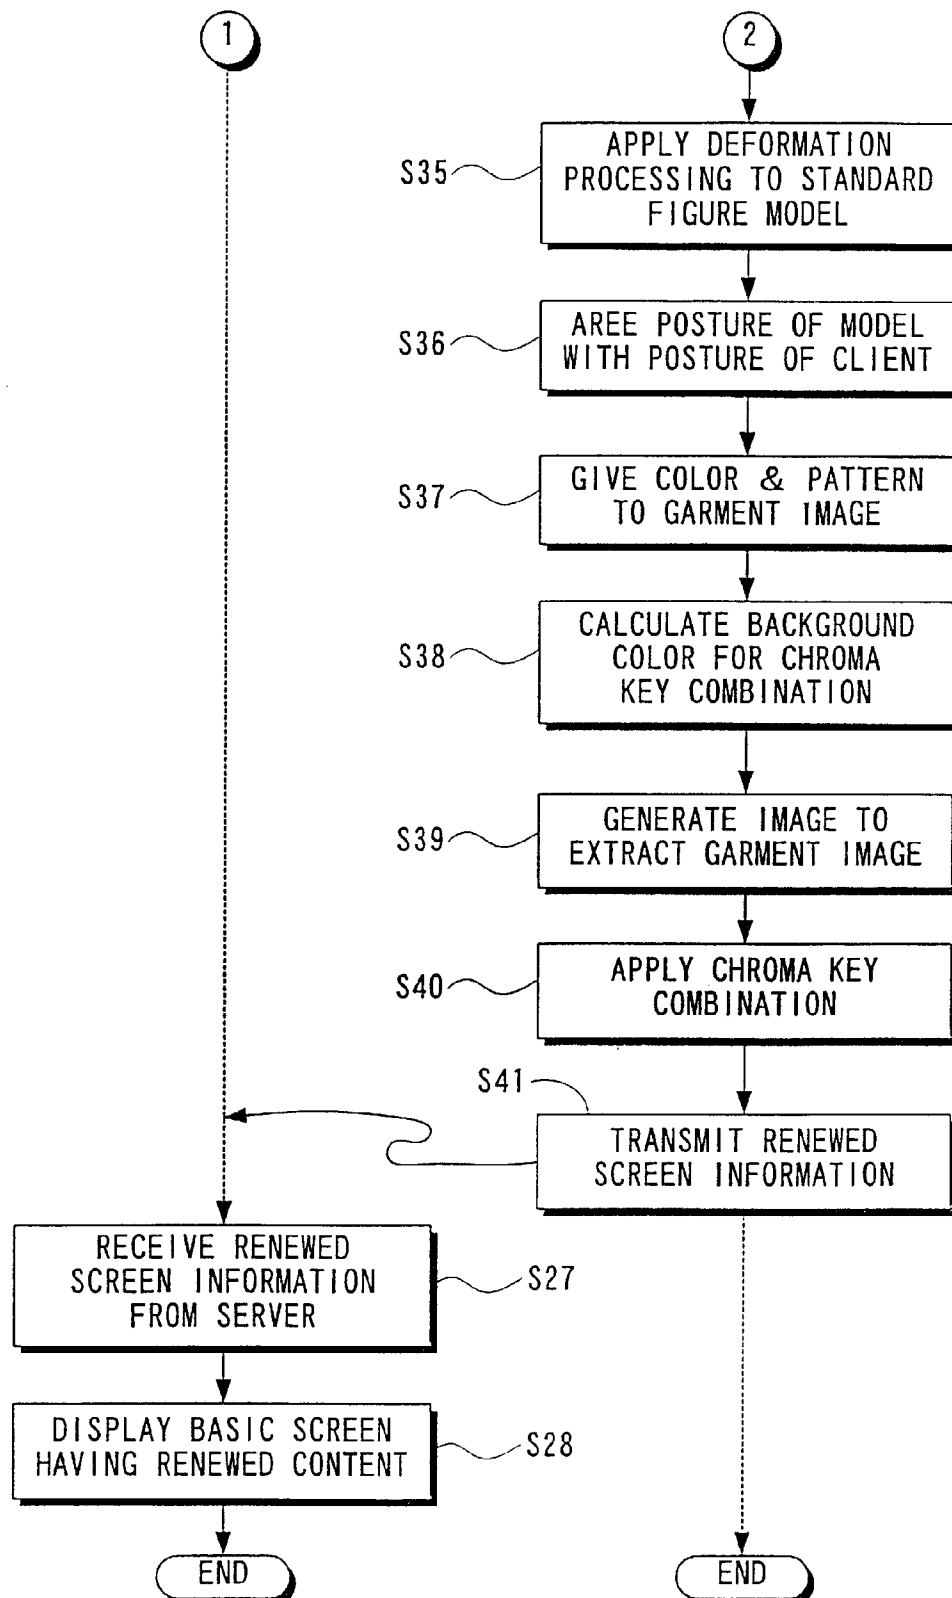 1
2
S35
APPLY DEFORMATION
PROCESSING TO STANDARD
FIGURE MODEL
S36
AREE POSTURE OF MODEL
WITH POSTURE OF CLIENT
S37
GIVE COLOR & PATTERN
TO GARMENT IMAGE
S38
CALCULATE BACKGROUND
COLOR FOR CHROMA
KEY COMBINATION
S39
GENERATE IMAGE TO
EXTRACT GARMENT IMAGE
S40
APPLY CHROMA KEY
COMBINATION
S41
TRANSMIT RENEWED
SCREEN INFORMATION
RECEIVE RENEWED
SCREEN INFORMATION
FROM SERVER
S27
DISPLAY BASIC SCREEN
HAVING RENEWED CONTENT
S28
END
END